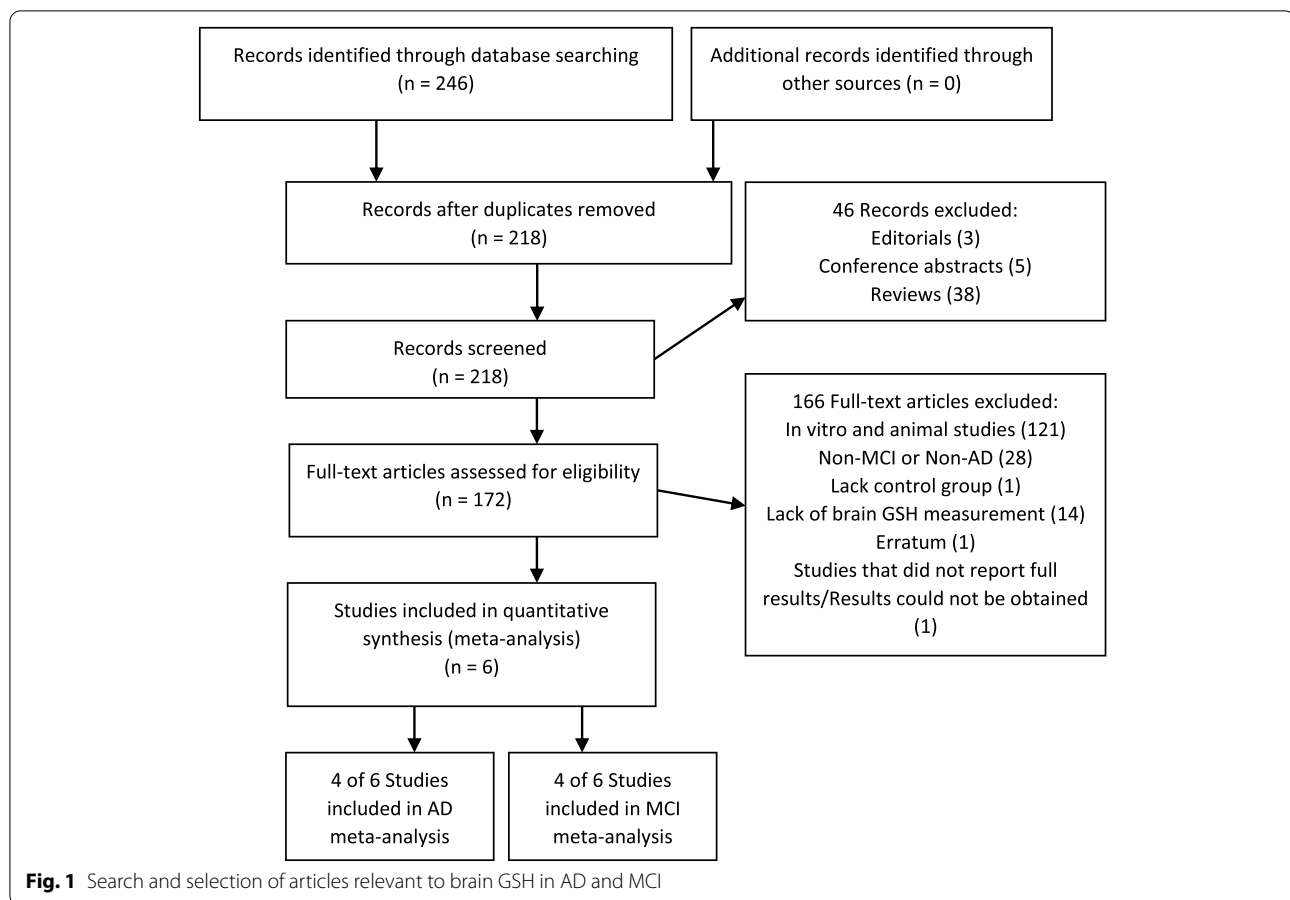 Records identified through database searching
(n = 246)
Additional records identified through
other sources (n = 0)
Records after duplicates removed
(n = 218)
46 Records excluded:
Editorials (3)
Conference abstracts (5)
Reviews (38)
Records screened
(n = 218)
Full-text articles assessed for eligibility
(n = 172)
166 Full-text articles excluded:
In vitro and animal studies (121)
Non-MCI or Non-AD (28)
Lack control group (1)
Lack of brain GSH measurement (14)
Erratum (1)
Studies that did not report full
results/Results could not be obtained
(1)
Studies included in quantitative
synthesis (meta-analysis)
(n = 6)
4 of 6 Studies
included in AD
meta-analysis
4 of 6 Studies
included in MCI
meta-analysis
Fig. 1 Search and selection of articles relevant to brain GSH in AD and MCI